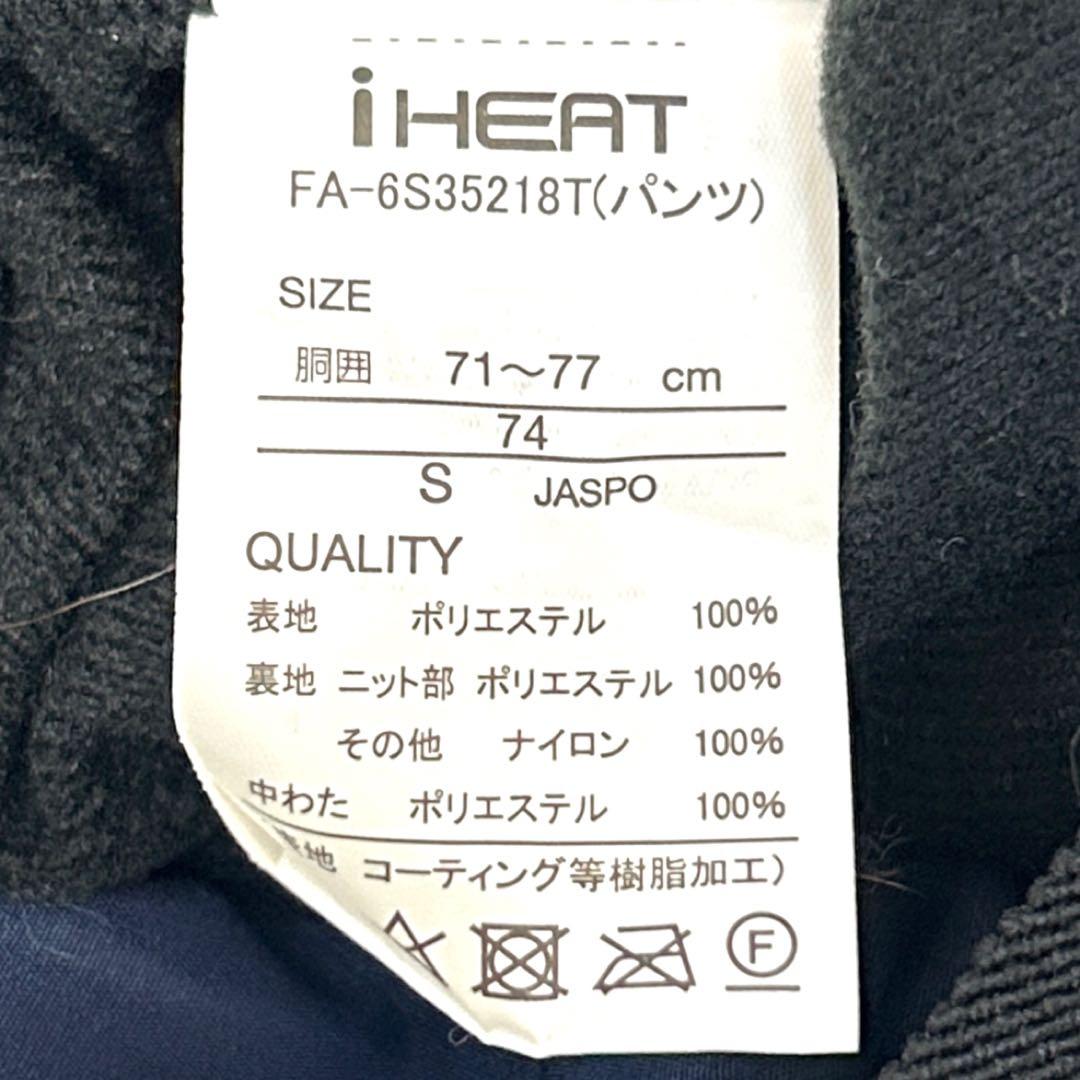 iHEAT
FA-6S35218T(パンツ)
SIZE
胴囲 71〜77 cm
74
S JASPO
QUALITY
表地 ポリエステル 100%
裏地 ニット部 ポリエステル 100%
その他 ナイロン 100%
中わた ポリエステル 100%
地 コーティング等樹脂加工)
F